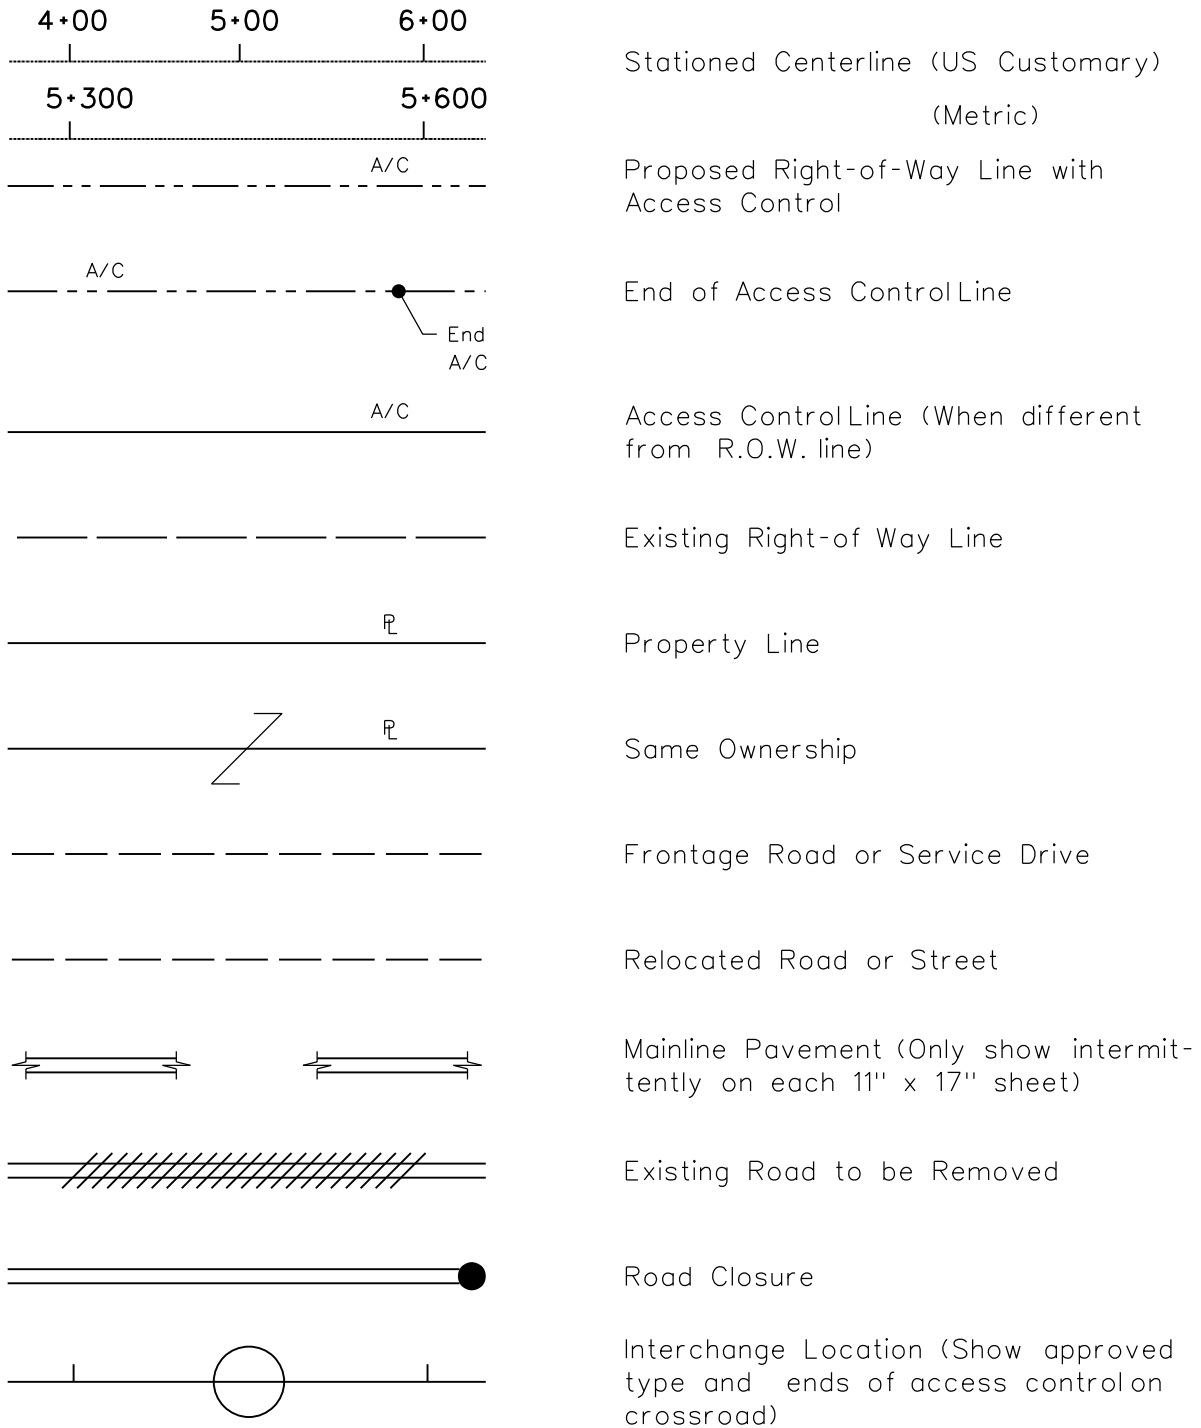 4+00 5+00 6+00
Stationed Centerline (US Customary)
5+300 5+600
(Metric)
A/C
Proposed Right-of-Way Line with
Access Control
A/C
End of Access Control Line
End
A/C
A/C
Access Control Line (When different
from R.O.W. line)
Existing Right-of Way Line
PL
Property Line
PL
Same Ownership
Frontage Road or Service Drive
Relocated Road or Street
Mainline Pavement (Only show intermit-
tently on each 11" x 17" sheet)
Existing Road to be Removed
Road Closure
Interchange Location (Show approved
type and ends of access control on
crossroad)